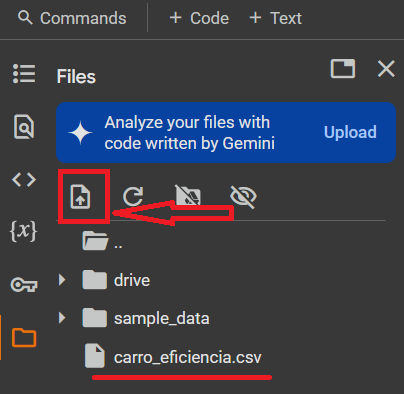 Commands + Code + Text
Files
Analyze your files with
code written by Gemini
Upload
{x}
..
drive
sample_data
carro_eficiencia.csv